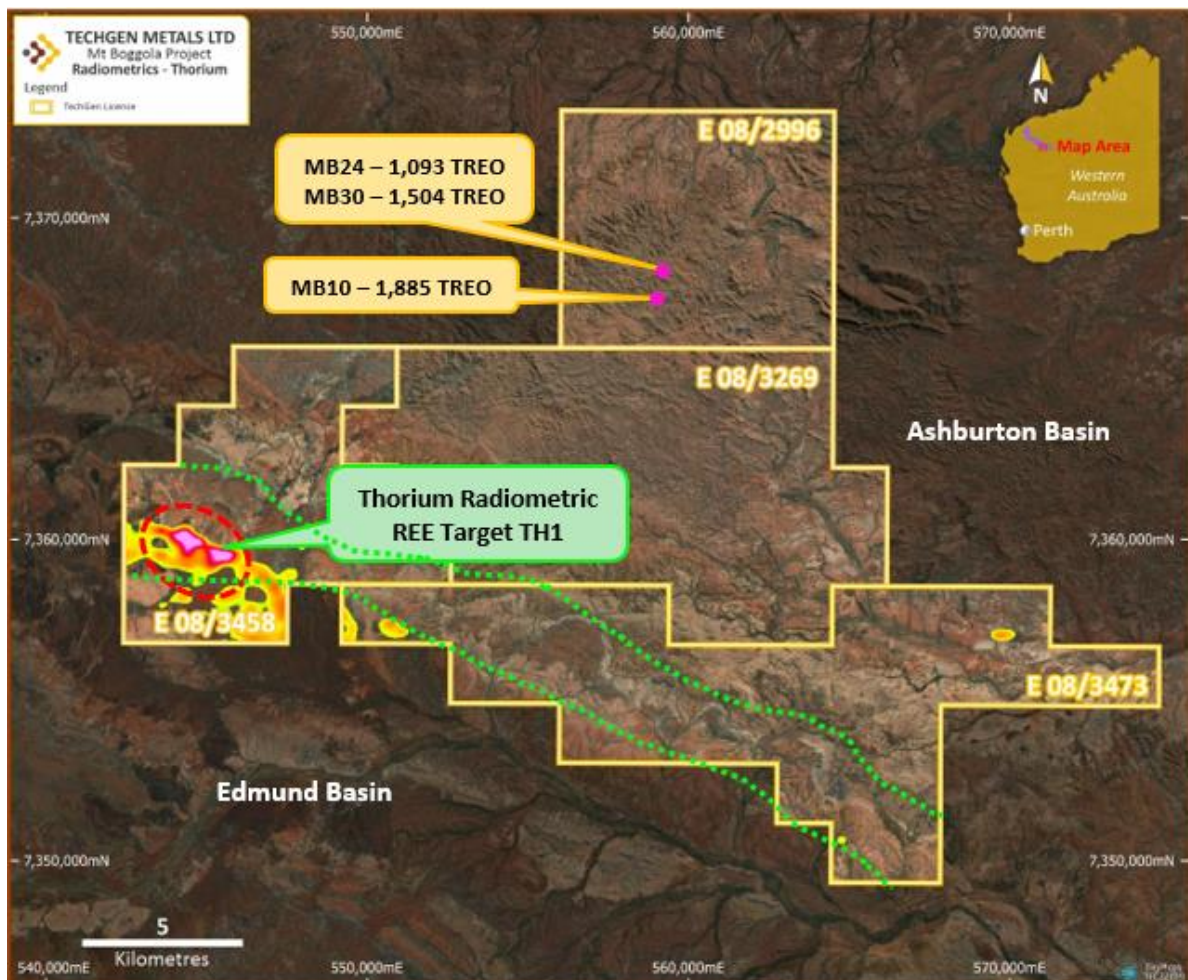 TECHGEN METALS LTD
Mt Boggola Project
Radiometrics - Thorium
Legend
TechGen License
550,000mE
560,000mE
570,000mE
N
Map Area
Western
Australia
Perth
E 08/2996
MB24 – 1,093 TREO
MB30 – 1,504 TREO
7,370,000mN
MB10 – 1,885 TREO
E 08/3269
Ashburton Basin
Thorium Radiometric
REE Target TH1
7,360,000mN
7,360,000mN
E 08/3458
E 08/3473
Edmund Basin
7,350,000mN
7,350,000mN
5
Kilometres
540,000mE
550,000mE
560,000mE
570,000mE